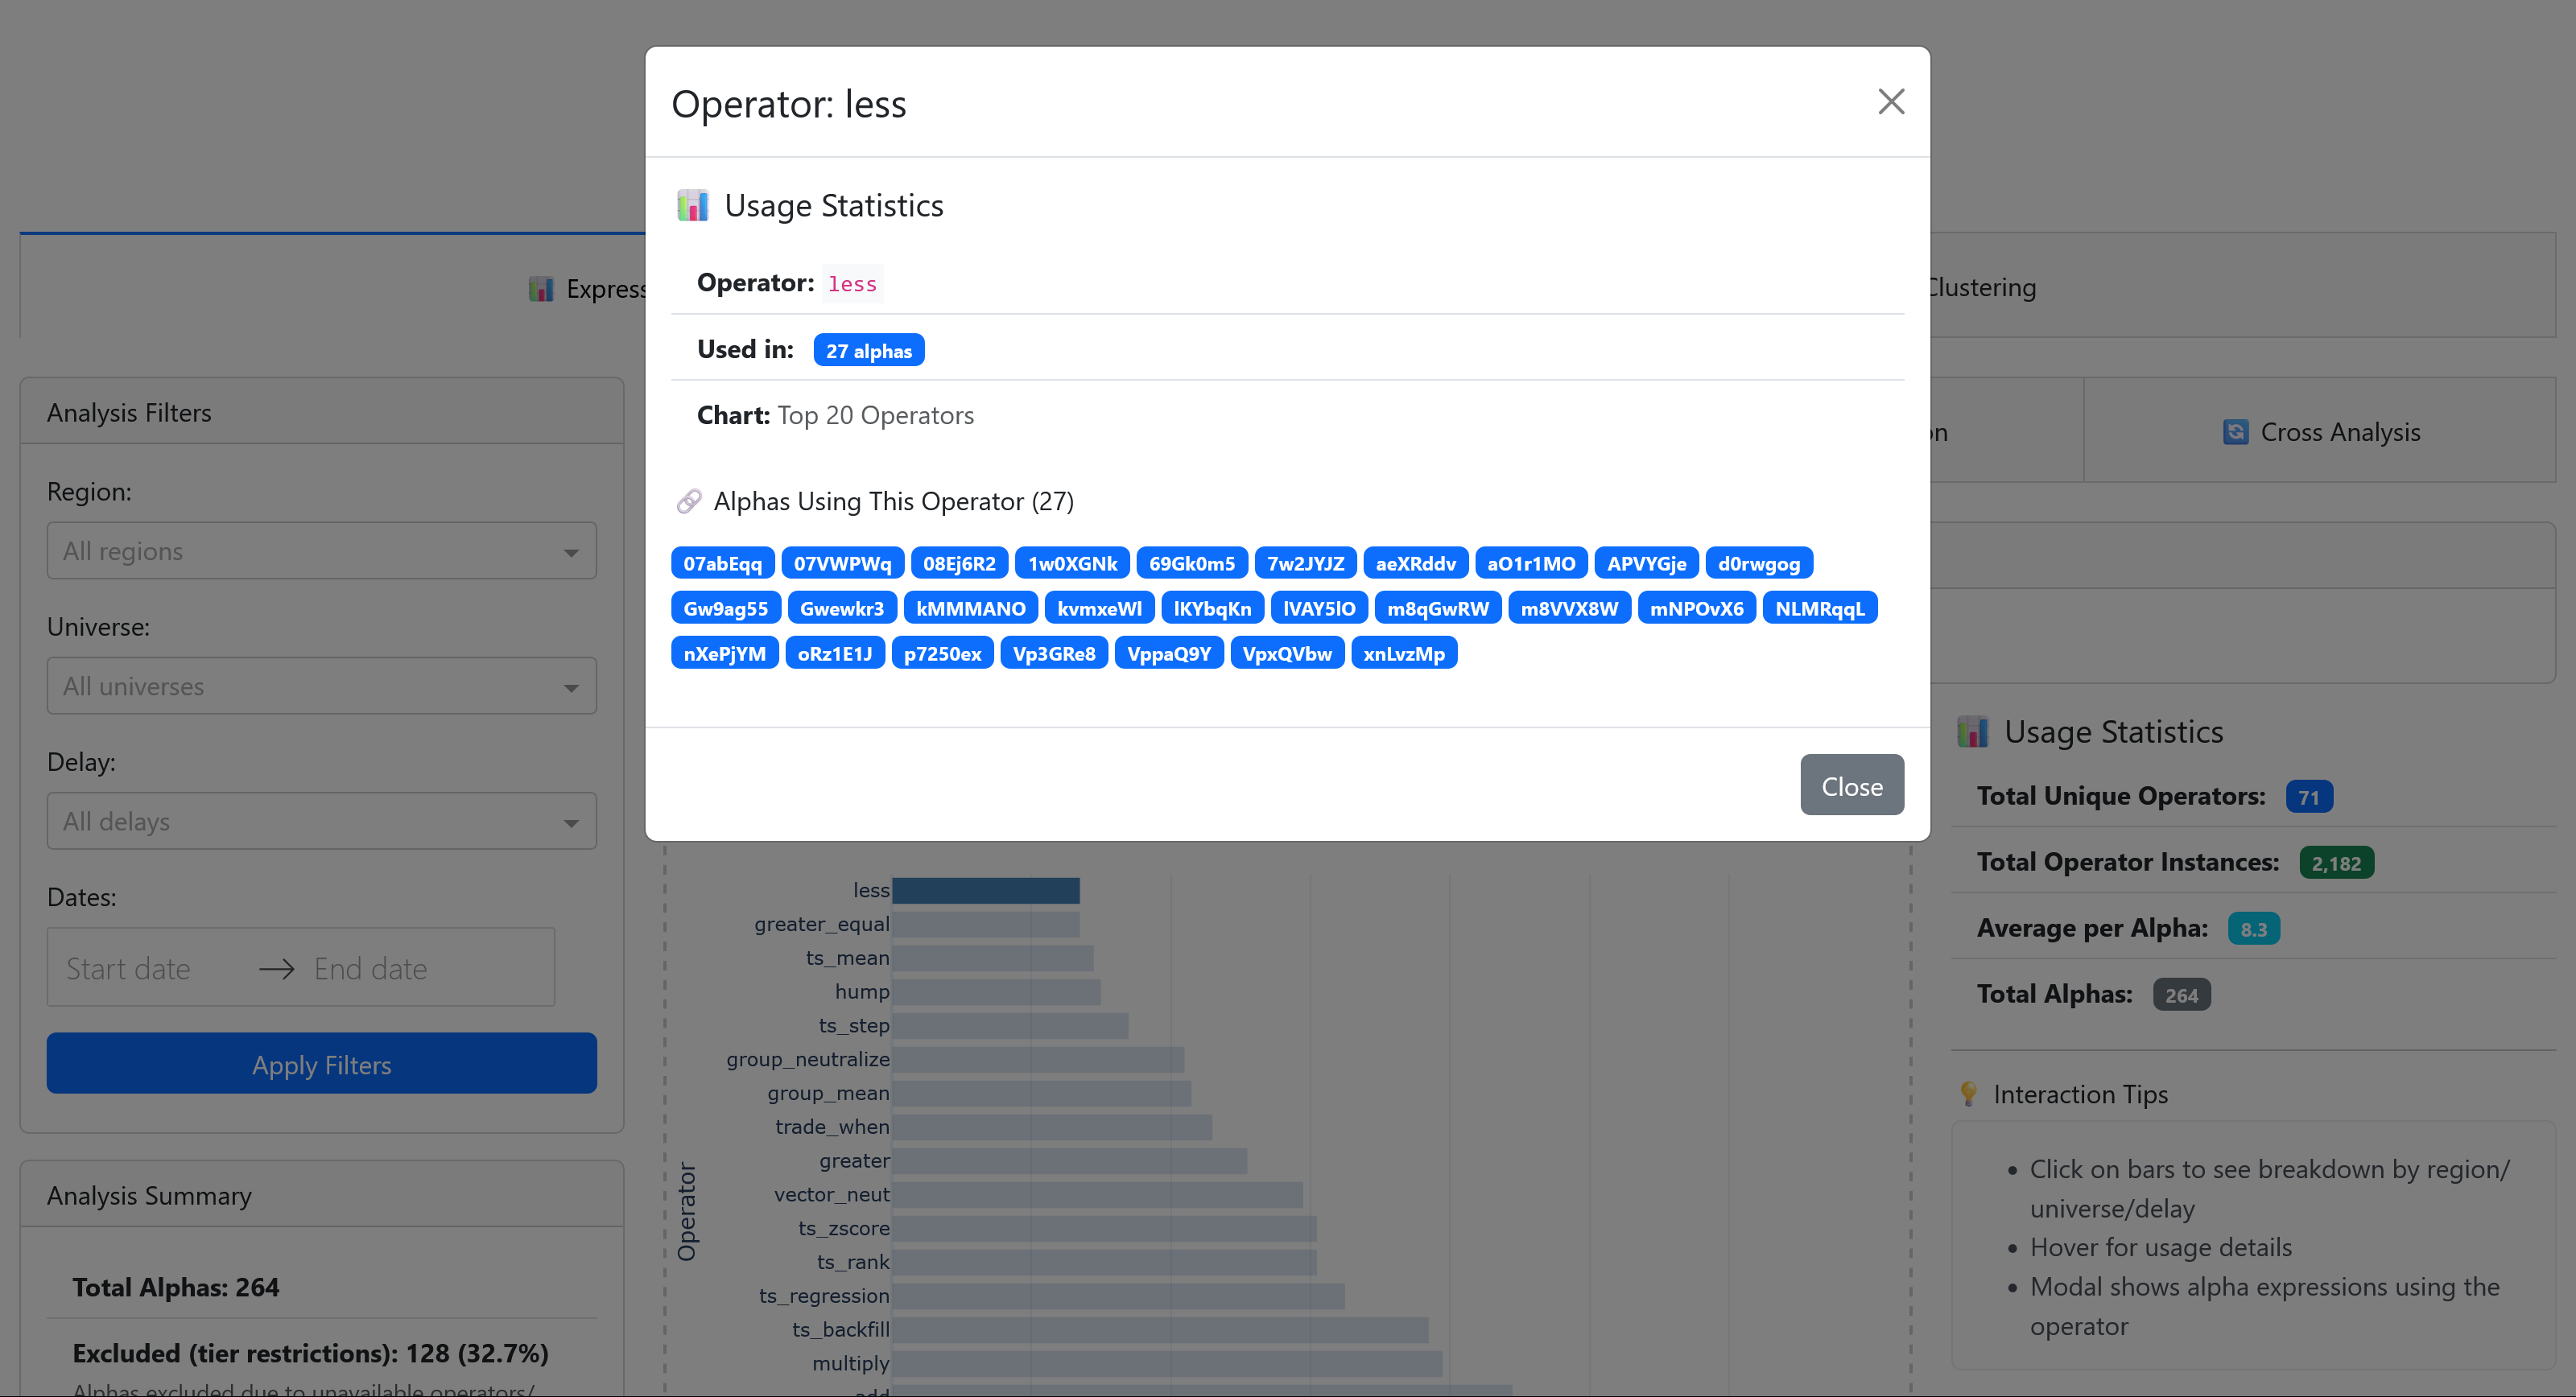 Operator: less
📊 Usage Statistics
Operator: less
Used in: 27 alphas
Chart: Top 20 Operators
🔗 Alphas Using This Operator (27)
07abEqq 07VWPWq 08Ej6R2 1w0XGNk 69Gk0m5 7w2JYJZ aeXRddv aO1r1MO APVYGje d0rwgog
Gw9ag55 Gwewkr3 kMMMANO kvmxeWl lKYbqKn lVAY5lO m8qGwRW m8VVX8W mNPOvX6 NLMRqqL
nXePjYM oRz1E1J p7250ex Vp3GRe8 VppaQ9Y VpxQVbw xnLvzMp
Close
📊 Express
Clustering
on
🔄 Cross Analysis
Analysis Filters
Region:
All regions
Universe:
All universes
Delay:
All delays
Dates:
Start date → End date
Apply Filters
Analysis Summary
Total Alphas: 264
Excluded (tier restrictions): 128 (32.7%)
Alphas excluded due to unavailable operators/
Operator
less
greater_equal
ts_mean
hump
ts_step
group_neutralize
group_mean
trade_when
greater
vector_neut
ts_zscore
ts_rank
ts_regression
ts_backfill
multiply
add
📊 Usage Statistics
Total Unique Operators: 71
Total Operator Instances: 2,182
Average per Alpha: 8.3
Total Alphas: 264
💡 Interaction Tips
• Click on bars to see breakdown by region/
universe/delay
• Hover for usage details
• Modal shows alpha expressions using the
operator